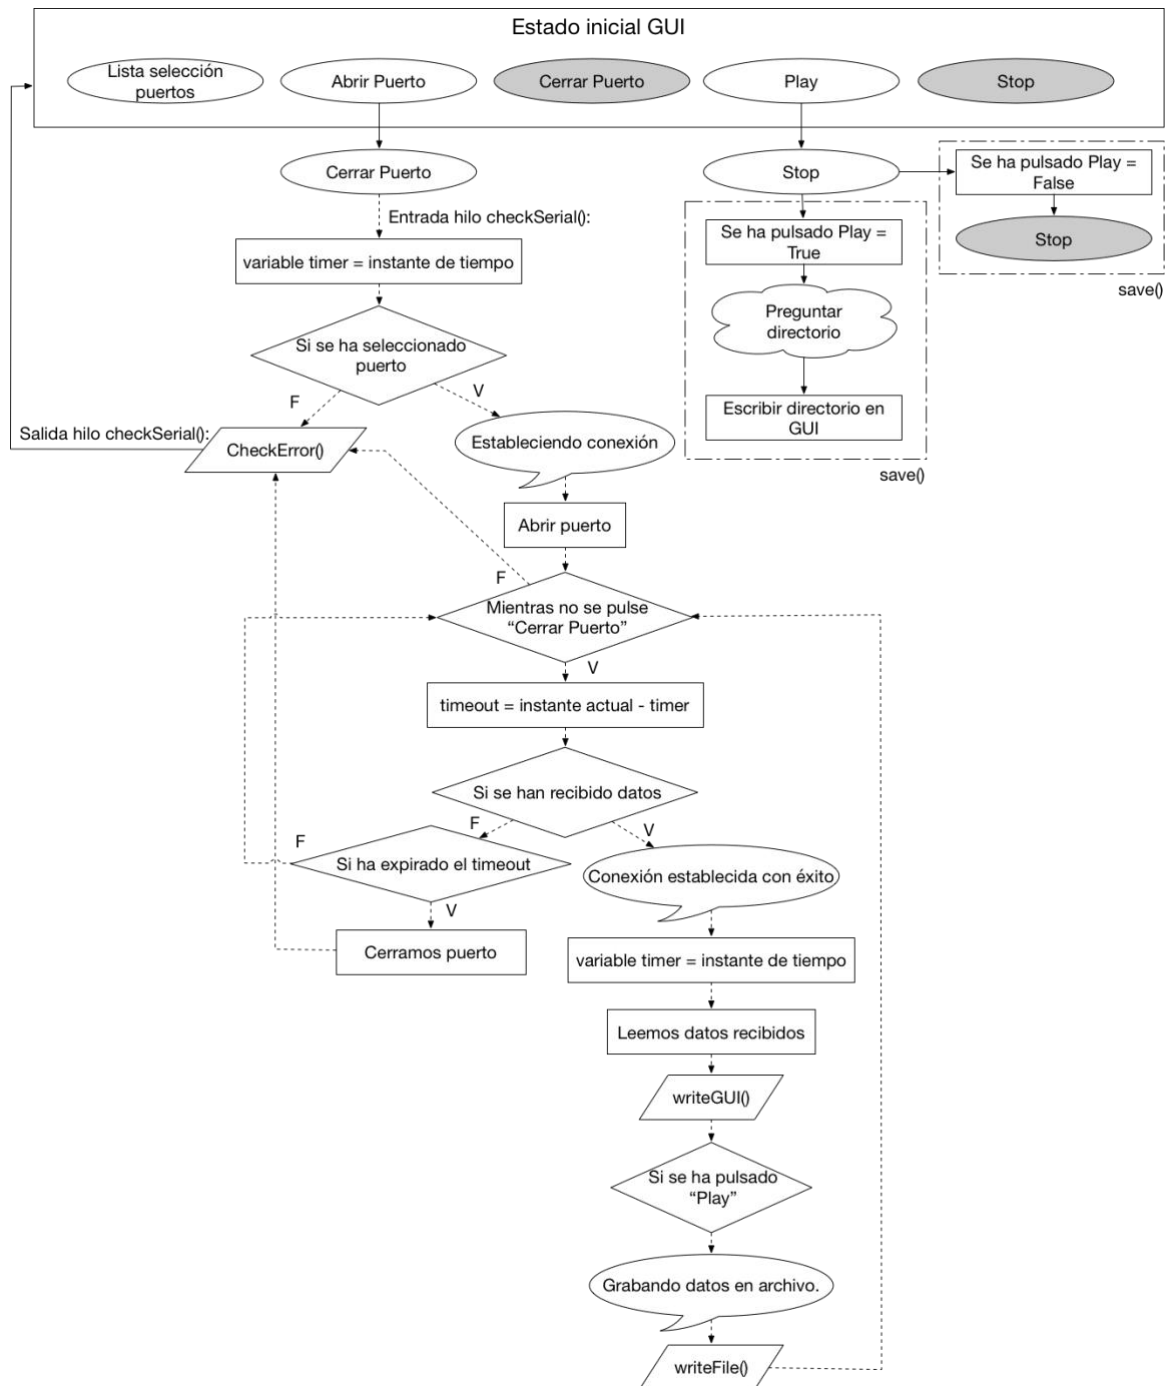 Estado inicial GUI
Lista selección
puertos
Abrir Puerto
Cerrar Puerto
Play
Stop
Cerrar Puerto
Stop
Se ha pulsado Play =
False
Stop
save()
Entrada hilo checkSerial():
variable timer = instante de tiempo
Se ha pulsado Play =
True
Preguntar
directorio
Escribir directorio en
GUI
save()
Si se ha seleccionado
puerto
F
V
Salida hilo checkSerial():
CheckError()
Estableciendo conexión
Abrir puerto
F
Mientras no se pulse
“Cerrar Puerto”
V
timeout = instante actual - timer
Si se han recibido datos
F
V
F
Si ha expirado el timeout
V
Cerramos puerto
Conexión establecida con éxito
variable timer = instante de tiempo
Leemos datos recibidos
writeGUI()
Si se ha pulsado
“Play”
Grabando datos en archivo.
writeFile()